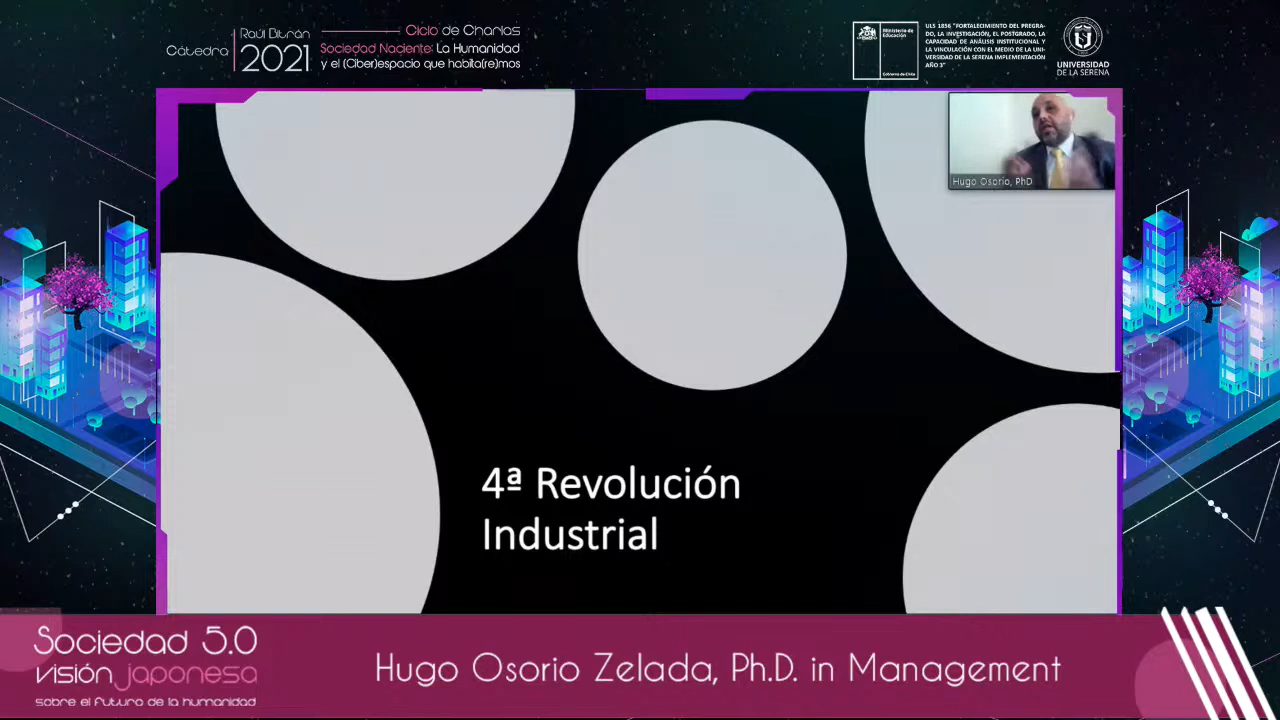 Cátedra
Raúl Bitrán
2021
Ciclo de Charlas
Sociedad Naciente: La Humanidad
y el (Ciber)espacio que habita(re)mos
Ministerio de
Educación
Gobierno de Chile
ULS 1856 "FORTALECIMIENTO DEL PREGRA-
DO, LA INVESTIGACIÓN, EL POSTGRADO, LA
CAPACIDAD DE ANÁLISIS INSTITUCIONAL Y
LA VINCULACIÓN CON EL MEDIO DE LA UNI-
VERSIDAD DE LA SERENA IMPLEMENTACIÓN
AÑO 3"
UNIVERSIDAD
DE LA SERENA
Hugo Osorio, PhD
4ª Revolución
Industrial
Sociedad 5.0
visión japonesa
sobre el futuro de la humanidad
Hugo Osorio Zelada, Ph.D. in Management